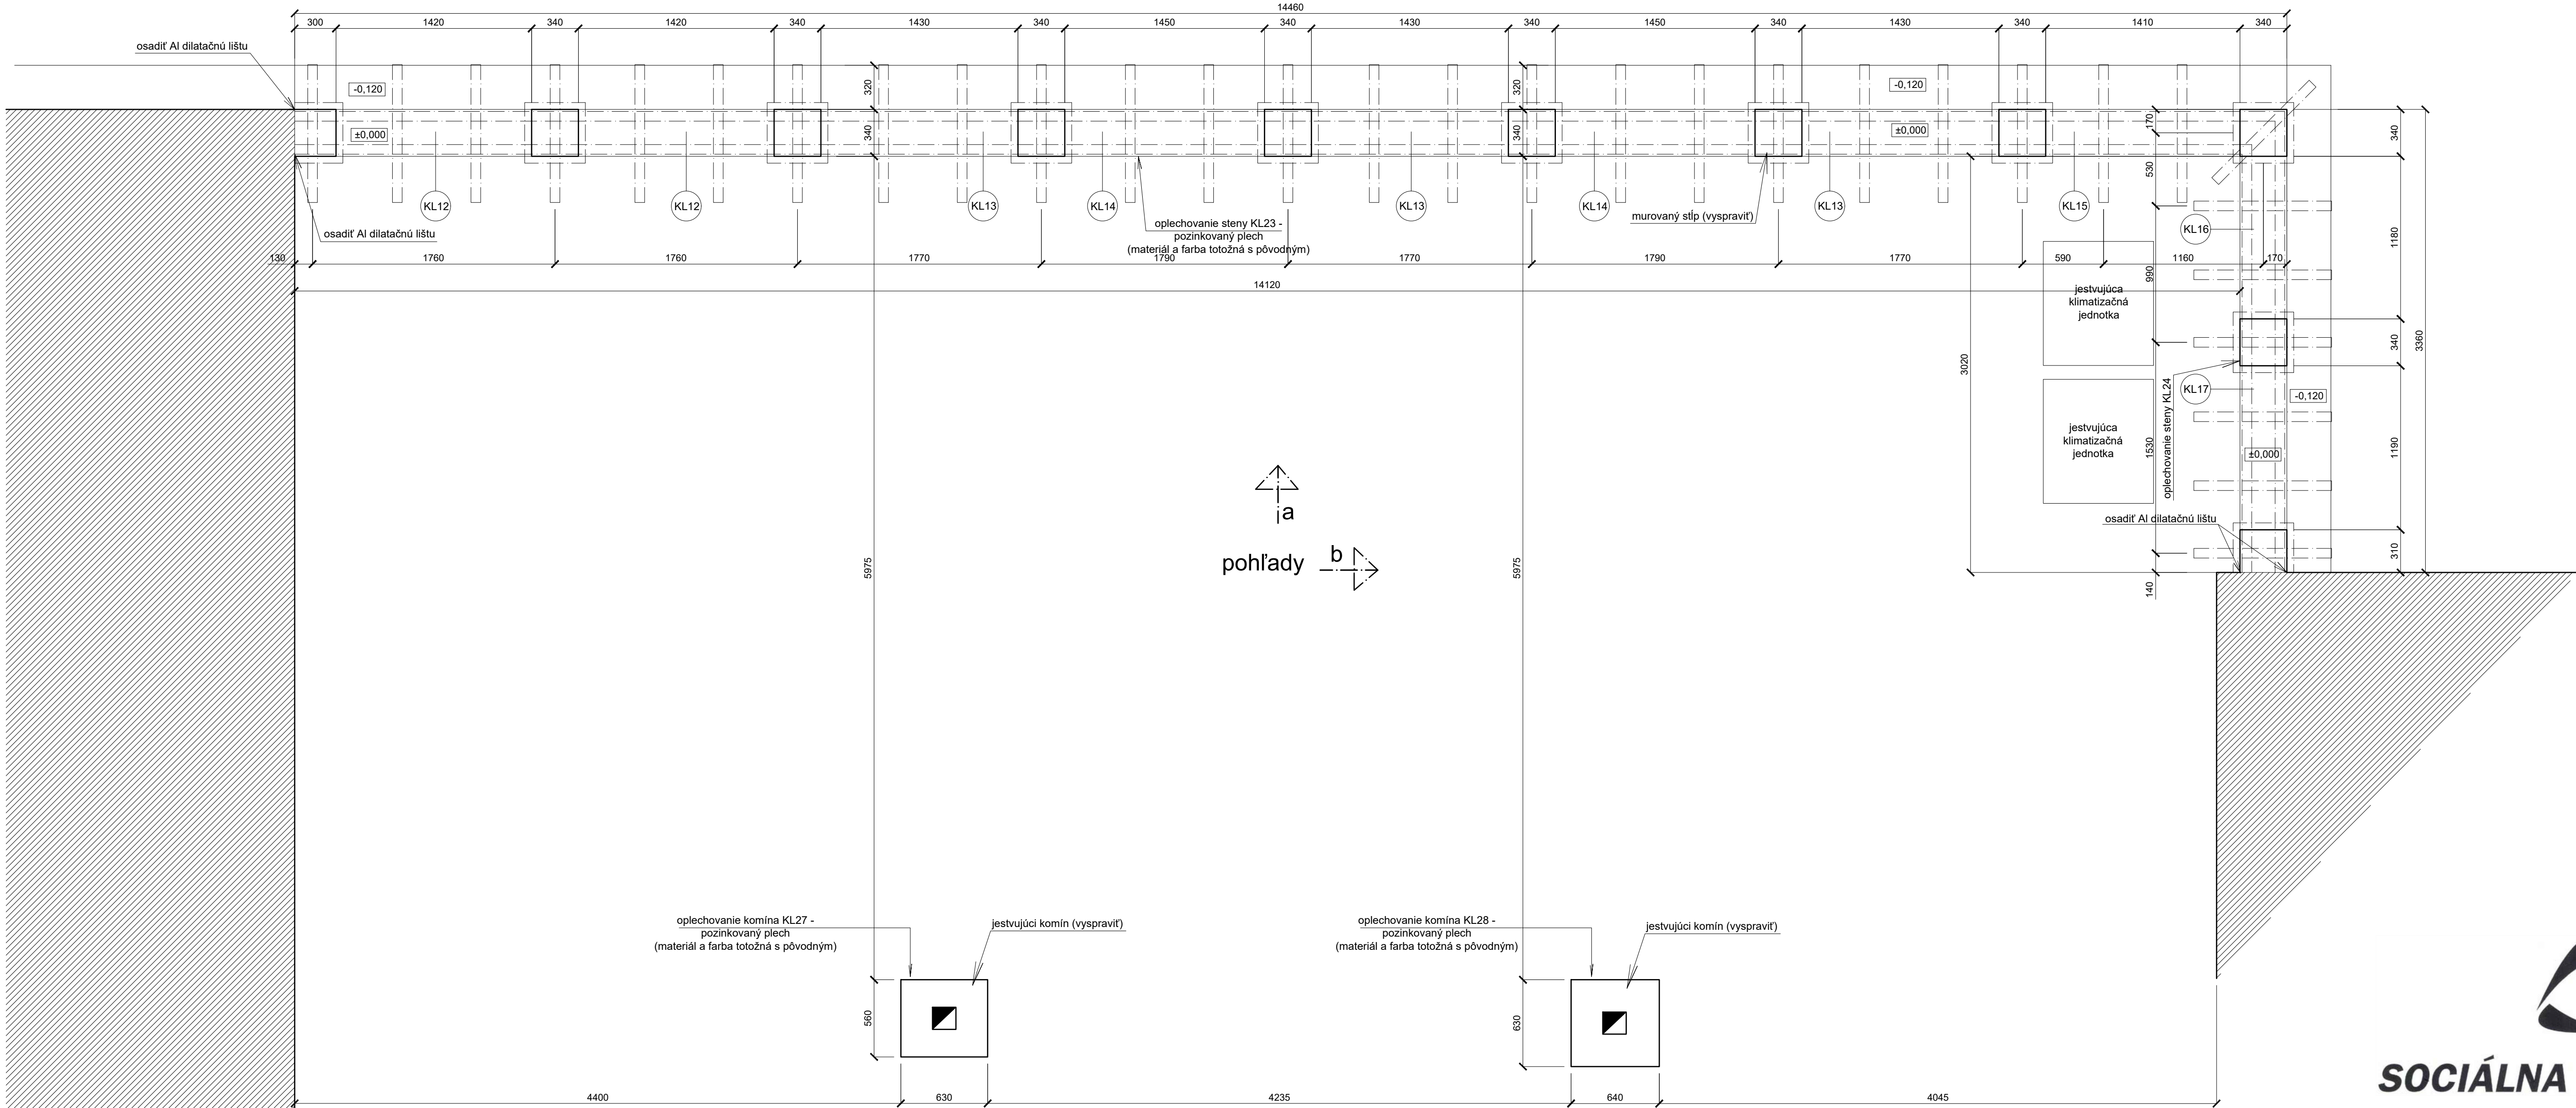 14460
300 1420 340 1420 340 1430 340 1450 340 1430 340 1450 340 1430 340 1410 340
osadiť Al dilatačnú lištu
-0,120
±0,000
320
340
320
340
-0,120
±0,000
170
530
340
KL12
KL12
KL13
KL14
KL13
KL14
KL13
KL15
KL16
osadiť Al dilatačnú lištu
oplechovanie steny KL23 -
pozinkovaný plech
(materiál a farba totožná s pôvodným)
murovaný stĺp (vyspraviť)
130 1760 1760 1770 1790 1770 1790 1770 590 1160 170
14120
990
1180
jestvujúca
klimatizačná
jednotka
3020
340
3360
KL17
oplechovanie steny KL24
-0,120
jestvujúca
klimatizačná
jednotka
1530
±0,000
1190
osadiť Al dilatačnú lištu
310
140
a
pohľady b
5975
5975
oplechovanie komína KL27 -
pozinkovaný plech
(materiál a farba totožná s pôvodným)
jestvujúci komín (vyspraviť)
oplechovanie komína KL28 -
pozinkovaný plech
(materiál a farba totožná s pôvodným)
jestvujúci komín (vyspraviť)
560
630
4400 630 4235 640 4045
SOCIÁLNA